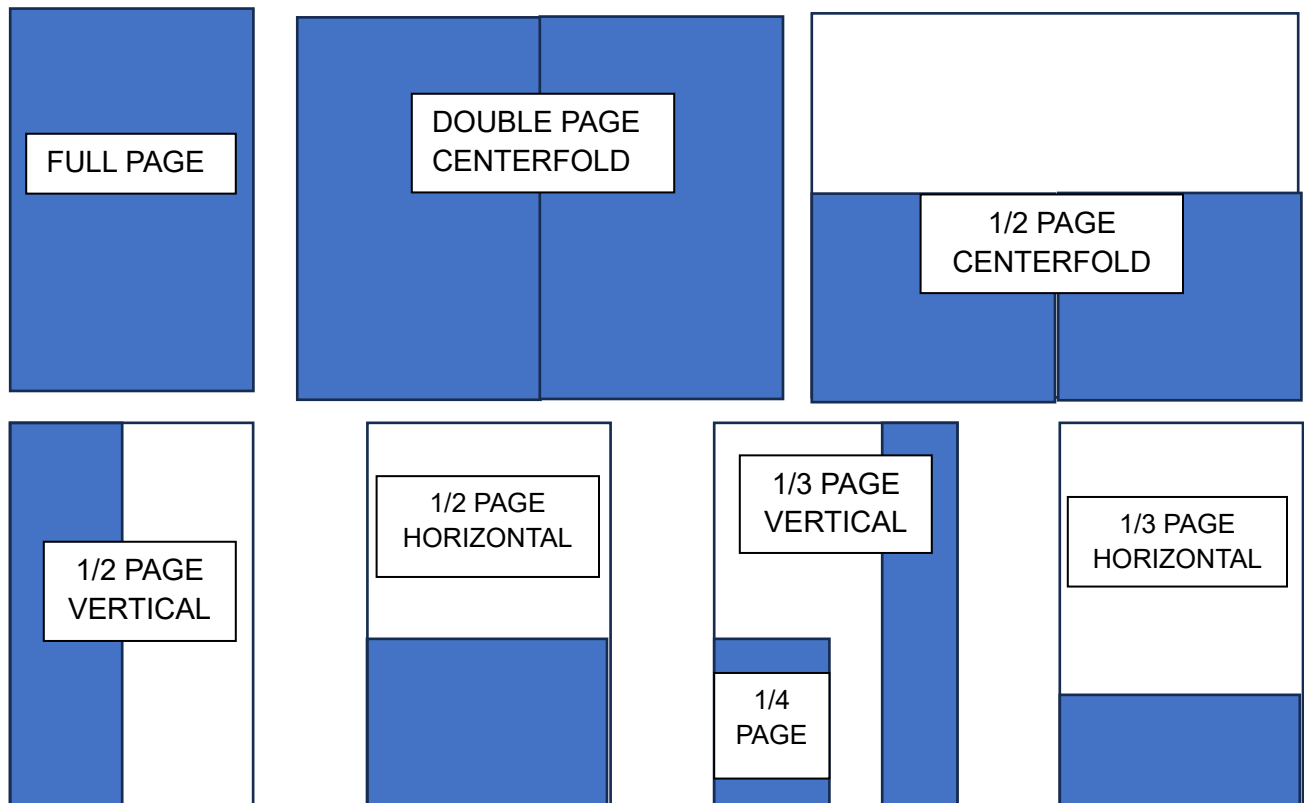 FULL PAGE
DOUBLE PAGE
CENTERFOLD
1/2 PAGE
CENTERFOLD
1/2 PAGE
VERTICAL
1/2 PAGE
HORIZONTAL
1/3 PAGE
VERTICAL
1/4
PAGE
1/3 PAGE
HORIZONTAL